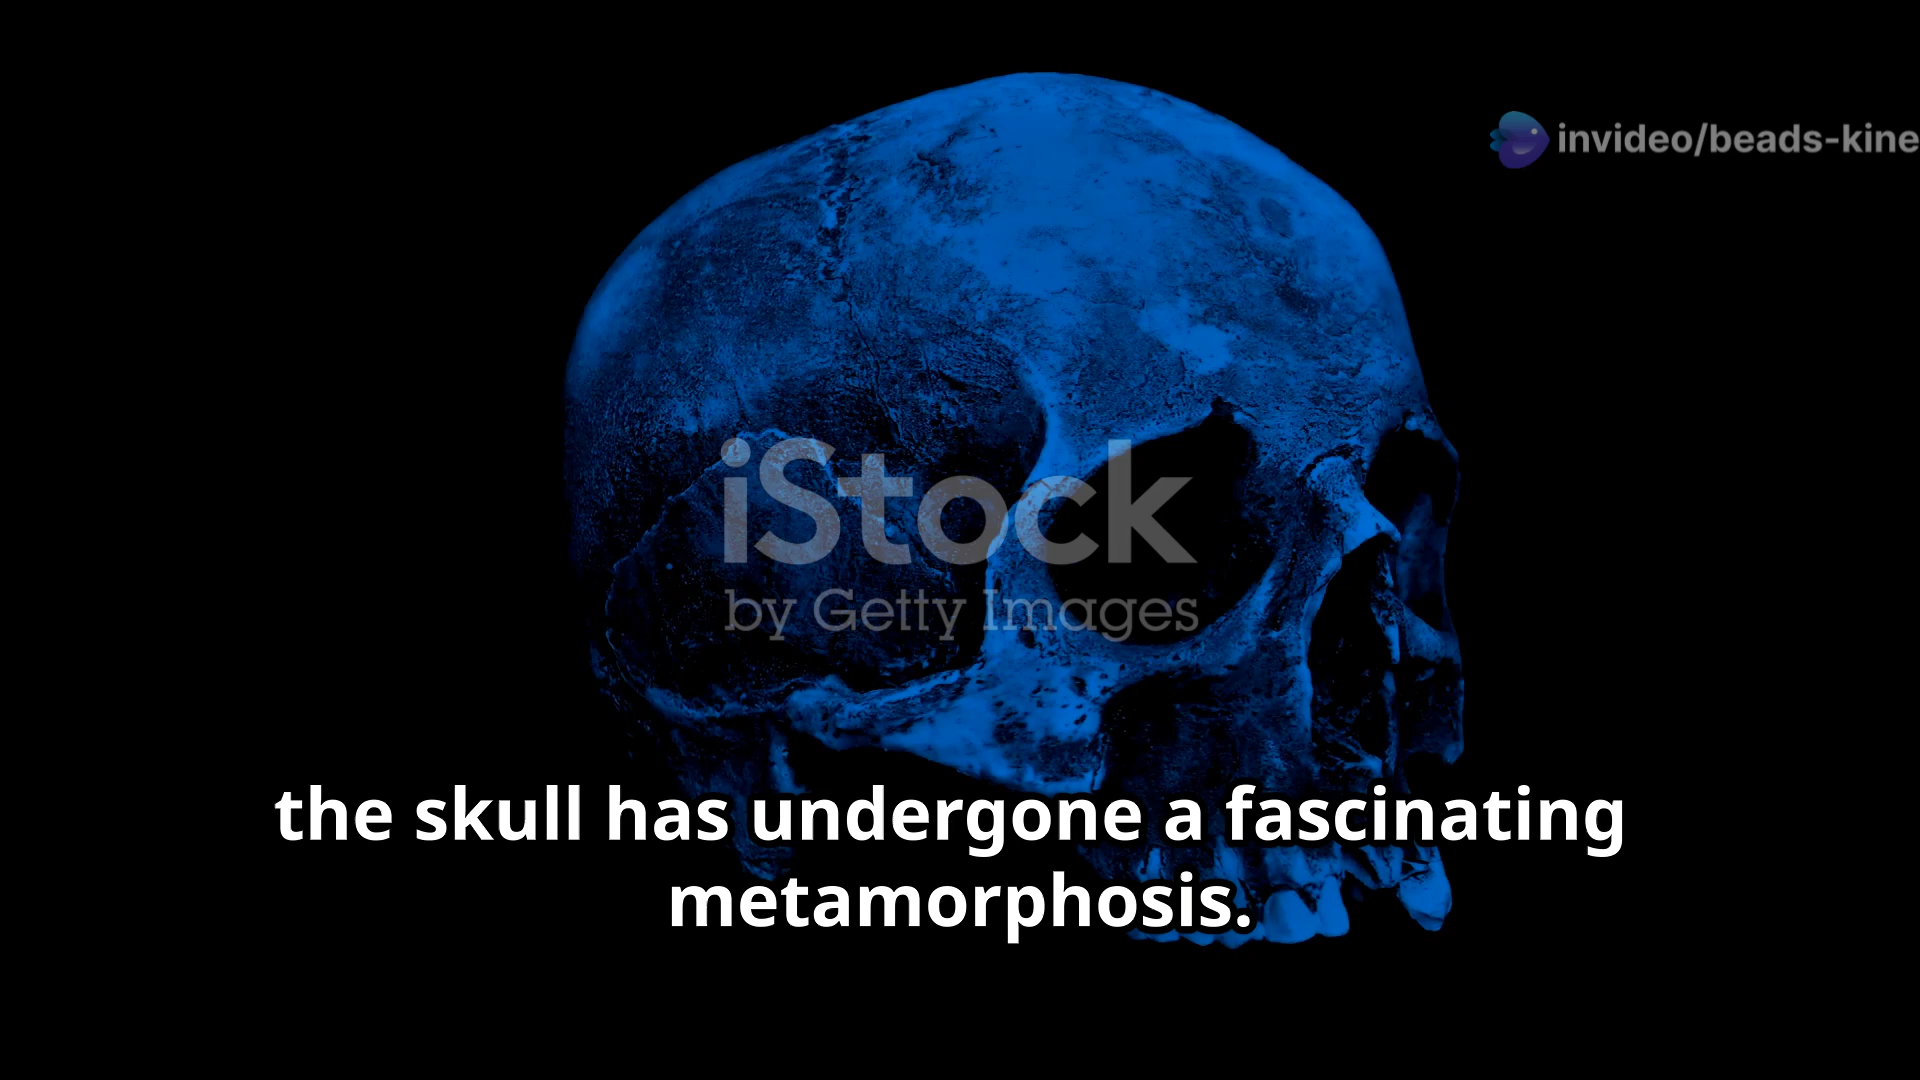 invideo/beads-kine
iStock
by Getty Images
the skull has undergone a fascinating
metamorphosis.